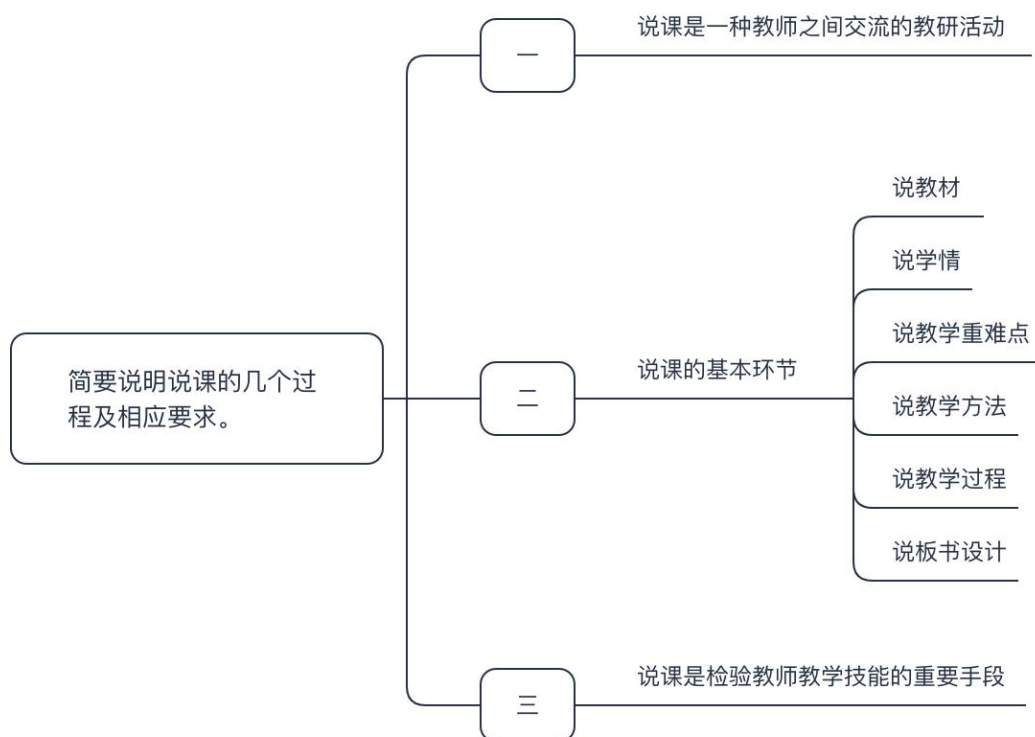 简要说明说课的几个过
程及相应要求。
一
说课是一种教师之间交流的教研活动
二
说课的基本环节
说教材
说学情
说教学重难点
说教学方法
说教学过程
说板书设计
三
说课是检验教师教学技能的重要手段